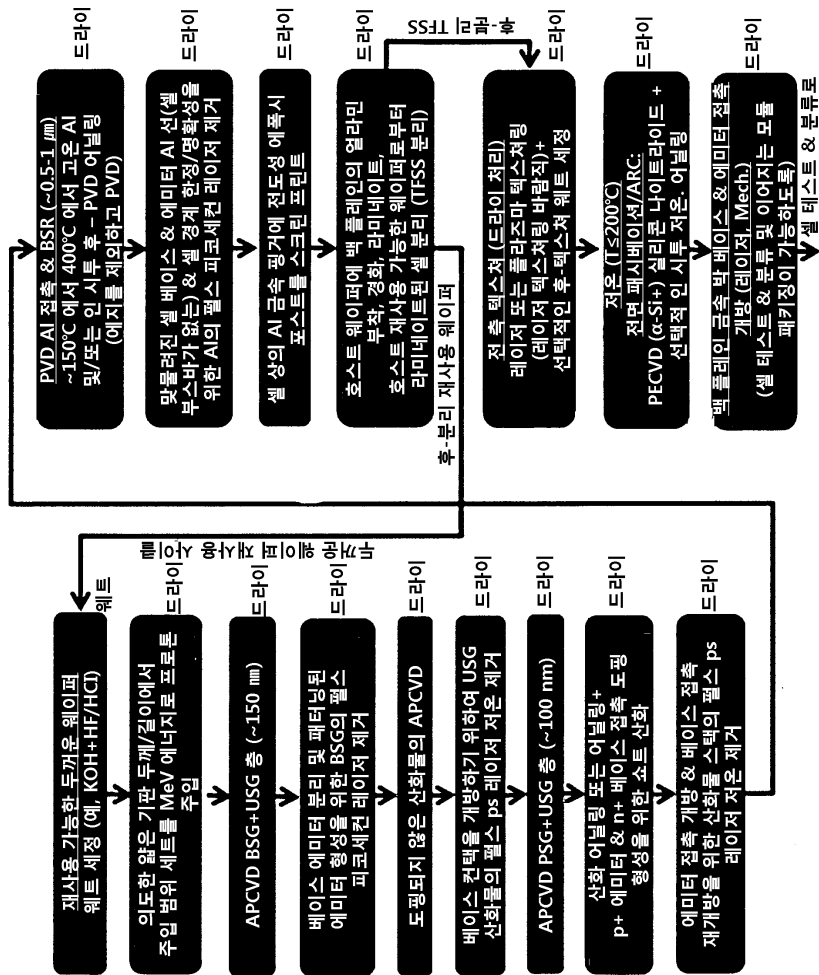 재사용 가능한 두꺼운 웨이퍼
웨트 세정 (예, KOH+HF/HCl)
웨트
의도한 얇은 기판 두께/깊이에서
주입 범위 세트를 MeV 에너지로 프로톤
주입
드라이
APCVD BSG+USG 층 (~150 nm)
드라이
베이스 에미터 분리 및 패터닝된
에미터 형성을 위한 BSG의 펄스
피코세컨 레이저 제거
드라이
도핑되지 않은 산화물의 APCVD
드라이
베이스 컨택을 개방하기 위하여 USG
산화물의 펄스 ps 레이저 저온 제거
드라이
APCVD PSG+USG 층 (~100 nm)
드라이
산화 어닐링 또는 어닐링+
p+ 에미터 & n+ 베이스 접촉 도핑
형성을 위한 쇼트 산화
드라이
에미터 접촉 개방 & 베이스 접촉
재개방을 위한 산화물 스택의 펄스 ps
레이저 저온 제거
드라이
두꺼운 웨이퍼 재사용 사이클
PVD Al 접촉 & BSR (~0.5-1 ㎛)
~150℃ 에서 400℃ 에서 고온 Al
및/또는 인 시투 후 – PVD 어닐링
(에지를 제외하고 PVD)
드라이
맞물려진 셀 베이스 & 에미터 Al 선(셀
부스바가 없는) & 셀 경계 한정/명확성을
위한 Al의 펄스 피코세컨 레이저 제거
드라이
셀 상의 Al 금속 핑거에 전도성 에폭시
포스트를 스크린 프린트
드라이
호스트 웨이퍼에 백 플레인의 얼라인
부착, 경화, 라미네이트,
호스트 재사용 가능한 웨이퍼로부터
라미네이트된 셀 분리 (TFSS 분리)
드라이
후-분리 재사용 웨이퍼
후-분리 TFSS
전 측 텍스쳐 (드라이 처리)
레이저 또는 플라즈마 텍스처링
(레이저 텍스처링 바람직)+
선택적인 후-텍스처 웨트 세정
드라이
저온 (T≤200℃)
전면 패시베이션/ARC:
PECVD (α-Si+) 실리콘 나이트라이드 +
선택적 인 시투 저온. 어닐링
드라이
백 플레인 금속 박 베이스 & 에미터 접촉
개방 (레이저, Mech.)
(셀 테스트 & 분류 및 이어지는 모듈
패키징이 가능하도록)
드라이
셀 테스트 & 분류로